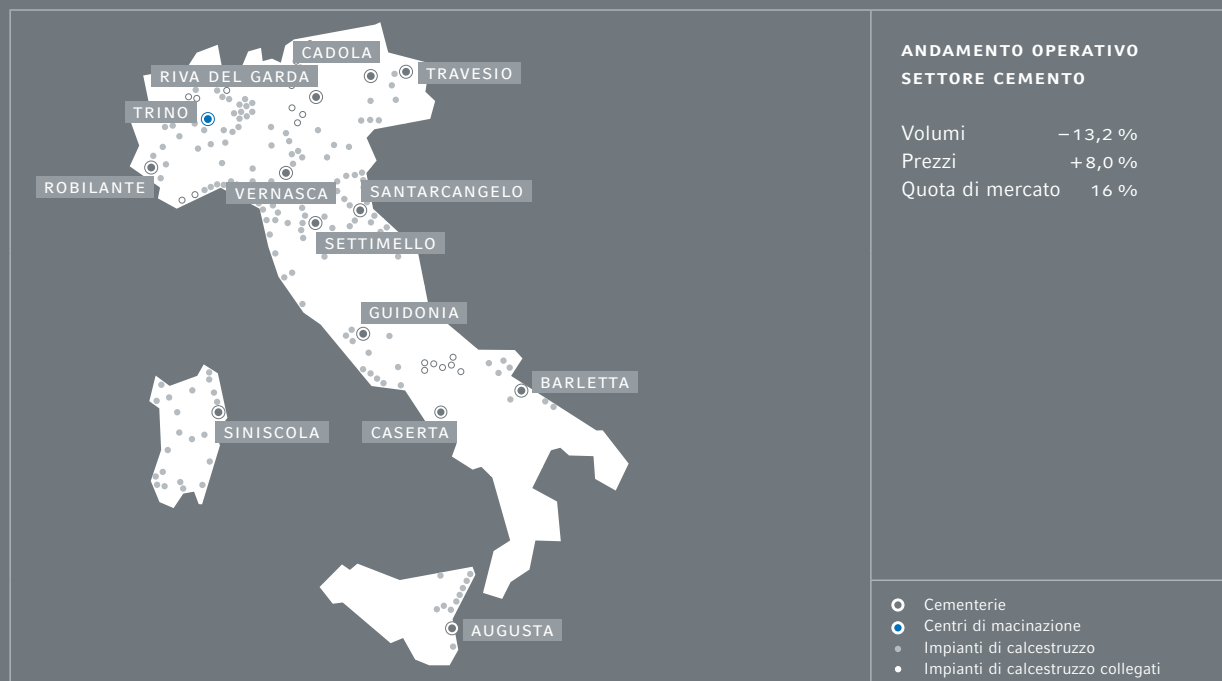 CADOLA
TRAVESIO
RIVA DEL GARDA
TRINO
ROBILANTE
VERNASCA
SANTARCANGELO
SETTIMELLO
GUIDONIA
BARLETTA
SINISCOLA
CASERTA
AUGUSTA
ANDAMENTO OPERATIVO
SETTORE CEMENTO
Volumi −13,2 %
Prezzi +8,0 %
Quota di mercato 16 %
Cementerie
Centri di macinazione
Impianti di calcestruzzo
Impianti di calcestruzzo collegati